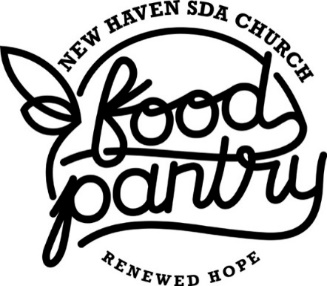 NEW HAVEN SDA CHURCH
food
pantry
RENEWED HOPE